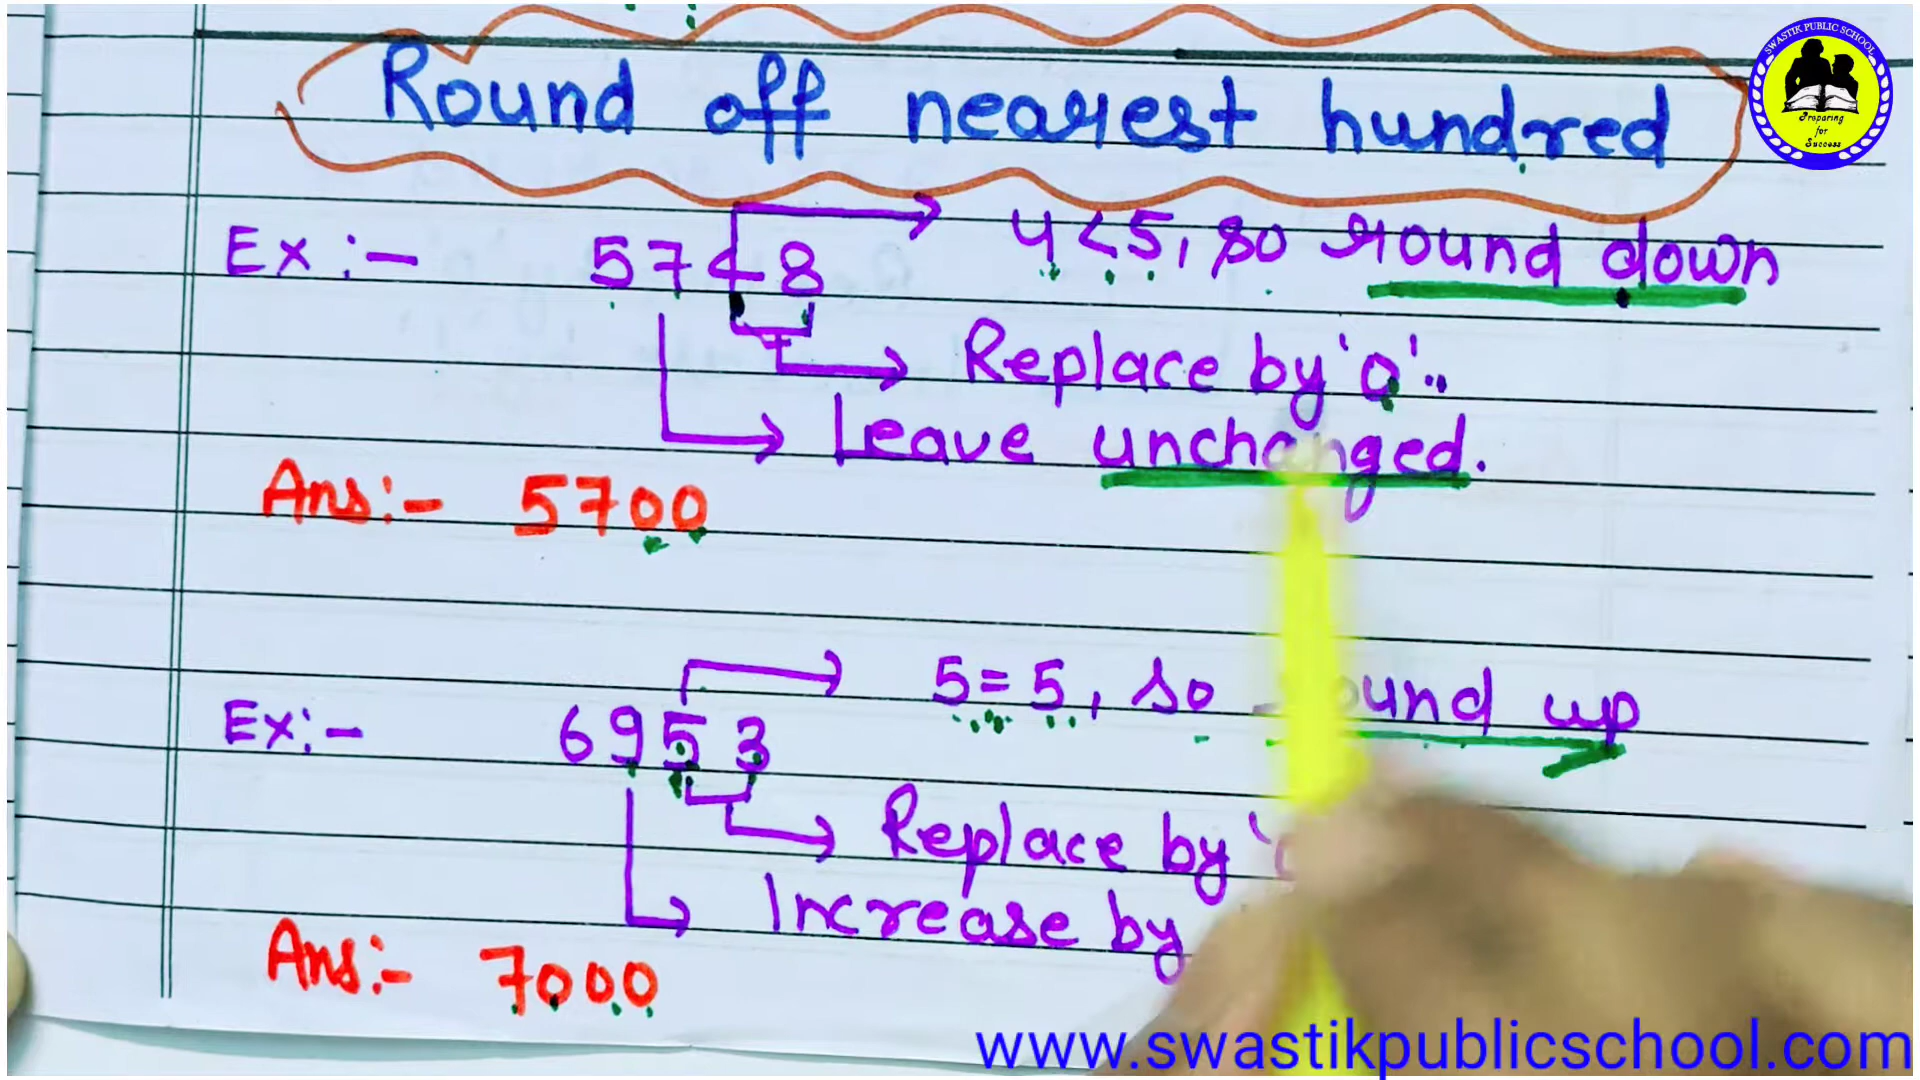 Round off nearest hundred
SWASTIK PUBLIC SCHOOL
Preparing
for
Success
Ex:- 5748 4<5, so round down
Replace by '0'.
Leave unchanged.
Ans:- 5700
5=5, so round up
Ex:- 6953
Replace by
Increase by
Ans:- 7000
www.swastikpublicschool.com